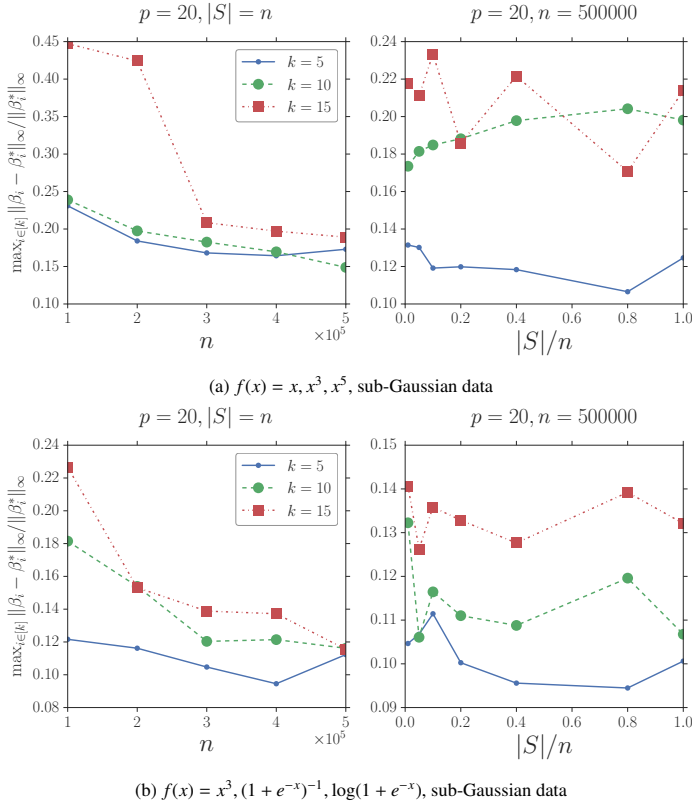 p = 20, |S| = n
p = 20, n = 500000
max_{i∈[k]} ||β_i − β_i^*||_∞/||β_i^*||_∞
0.45
0.40
0.35
0.30
0.25
0.20
0.15
0.10
k = 5
k = 10
k = 15
1 2 3 4 5
×10^5
n
0.24
0.22
0.20
0.18
0.16
0.14
0.12
0.10
0.0 0.2 0.4 0.6 0.8 1.0
|S|/n
(a) f(x) = x, x^3, x^5, sub-Gaussian data
p = 20, |S| = n
p = 20, n = 500000
max_{i∈[k]} ||β_i − β_i^*||_∞/||β_i^*||_∞
0.24
0.22
0.20
0.18
0.16
0.14
0.12
0.10
0.08
k = 5
k = 10
k = 15
1 2 3 4 5
×10^5
n
0.15
0.14
0.13
0.12
0.11
0.10
0.09
0.0 0.2 0.4 0.6 0.8 1.0
|S|/n
(b) f(x) = x^3, (1 + e^{-x})^{-1}, log(1 + e^{-x}), sub-Gaussian data